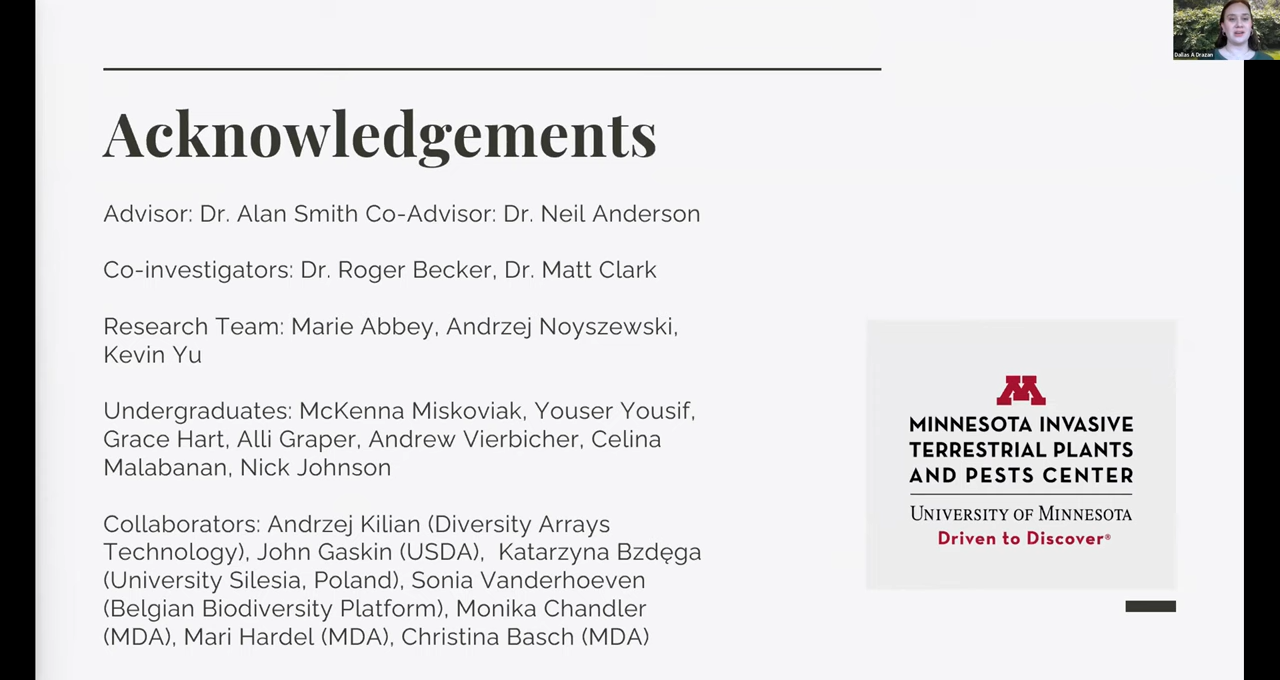 Dallas A Drazan
Acknowledgements
Advisor: Dr. Alan Smith Co-Advisor: Dr. Neil Anderson
Co-investigators: Dr. Roger Becker, Dr. Matt Clark
Research Team: Marie Abbey, Andrzej Noyszewski,
Kevin Yu
Undergraduates: McKenna Miskoviak, Youser Yousif,
Grace Hart, Alli Graper, Andrew Vierbicher, Celina
Malabanan, Nick Johnson
Collaborators: Andrzej Kilian (Diversity Arrays
Technology), John Gaskin (USDA), Katarzyna Bzdęga
(University Silesia, Poland), Sonia Vanderhoeven
(Belgian Biodiversity Platform), Monika Chandler
(MDA), Mari Hardel (MDA), Christina Basch (MDA)
M
MINNESOTA INVASIVE
TERRESTRIAL PLANTS
AND PESTS CENTER
UNIVERSITY OF MINNESOTA
Driven to Discover®